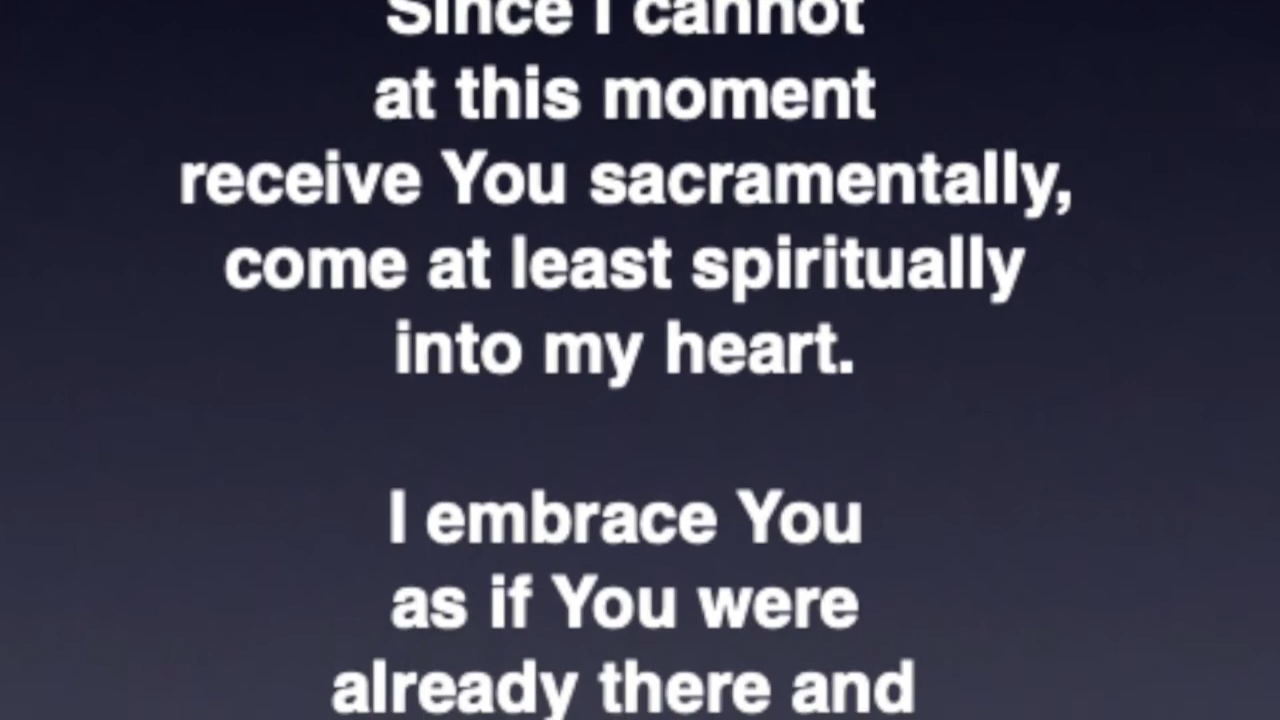 Since I cannot
at this moment
receive You sacramentally,
come at least spiritually
into my heart.
I embrace You
as if You were
already there and